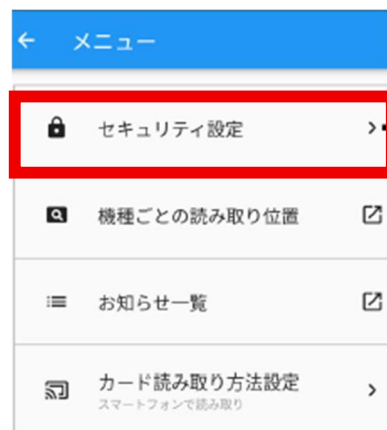 メニュー
セキュリティ設定
機種ごとの読み取り位置
お知らせ一覧
カード読み取り方法設定
スマートフォンで読み取り